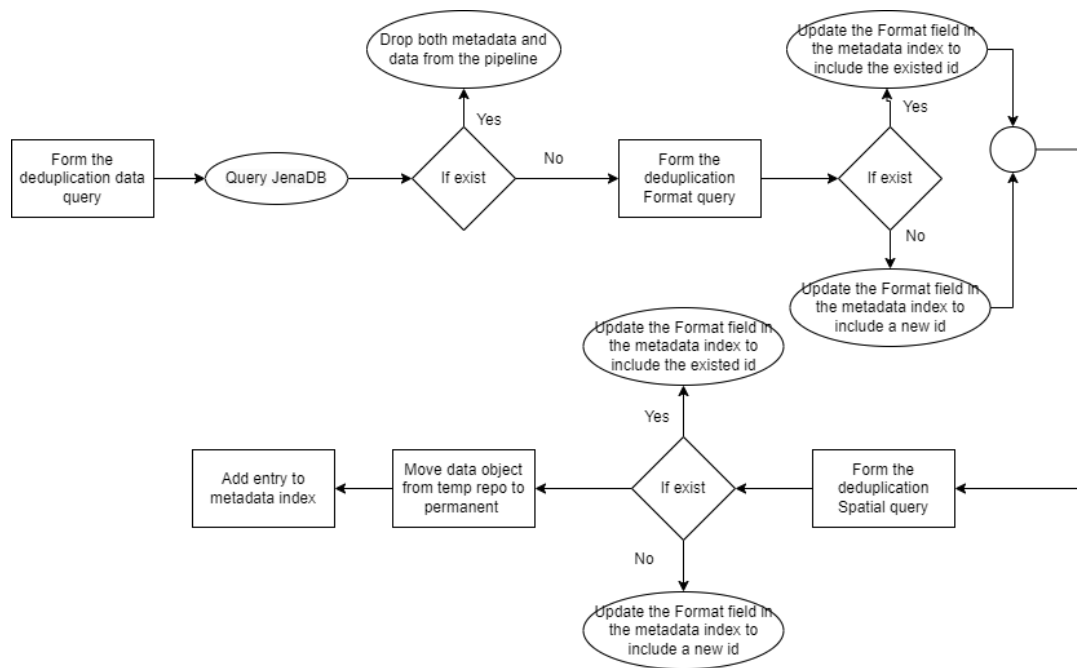 Drop both metadata and
data from the pipeline
Update the Format field in
the metadata index to
include the existed id
Yes
Yes
Form the
deduplication data
query
Query JenaDB
If exist
No
Form the
deduplication
Format query
If exist
No
Update the Format field in
the metadata index to
include a new id
Update the Format field in
the metadata index to
include the existed id
Yes
Add entry to
metadata index
Move data object
from temp repo to
permanent
If exist
Form the
deduplication
Spatial query
No
Update the Format field in
the metadata index to
include a new id